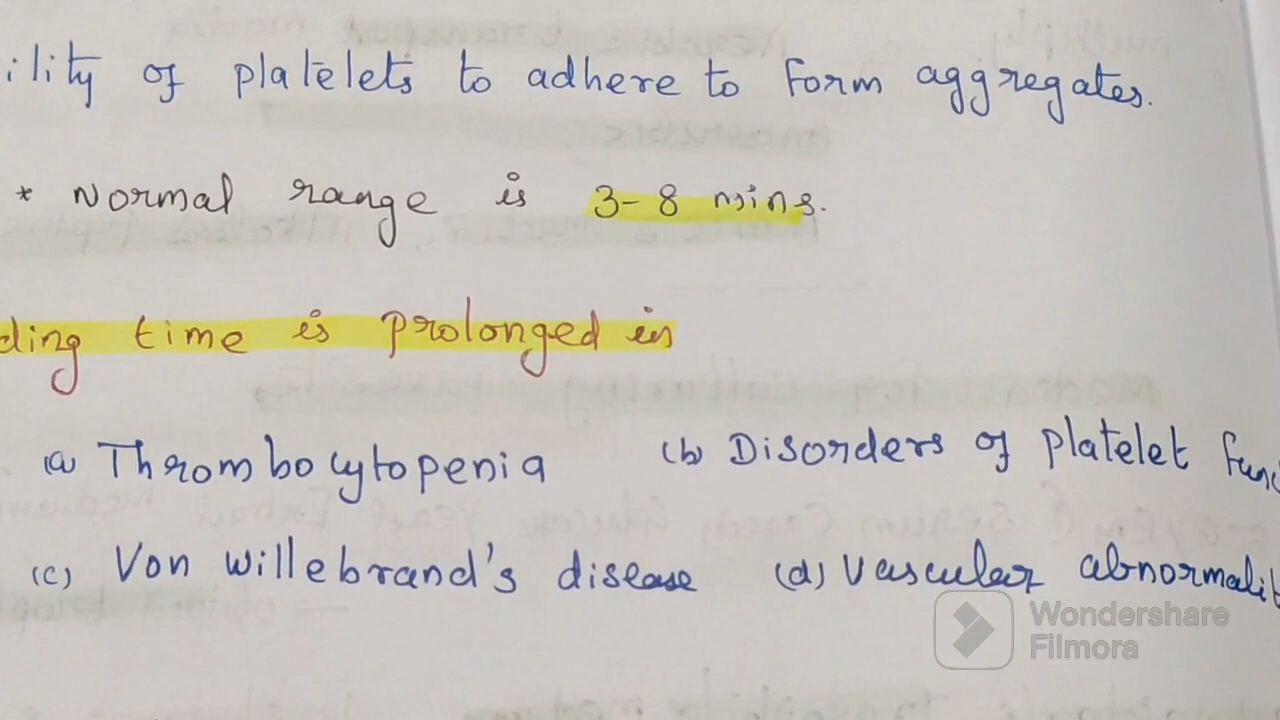 ility of platelets to adhere to form aggregates.
* Normal range is 3-8 mins.
ding time is prolonged in
(a) Thrombocytopenia (b) Disorders of platelet func
(c) Von willebrand's disease (d) Vascular abnormalit
Wondershare
Filmora